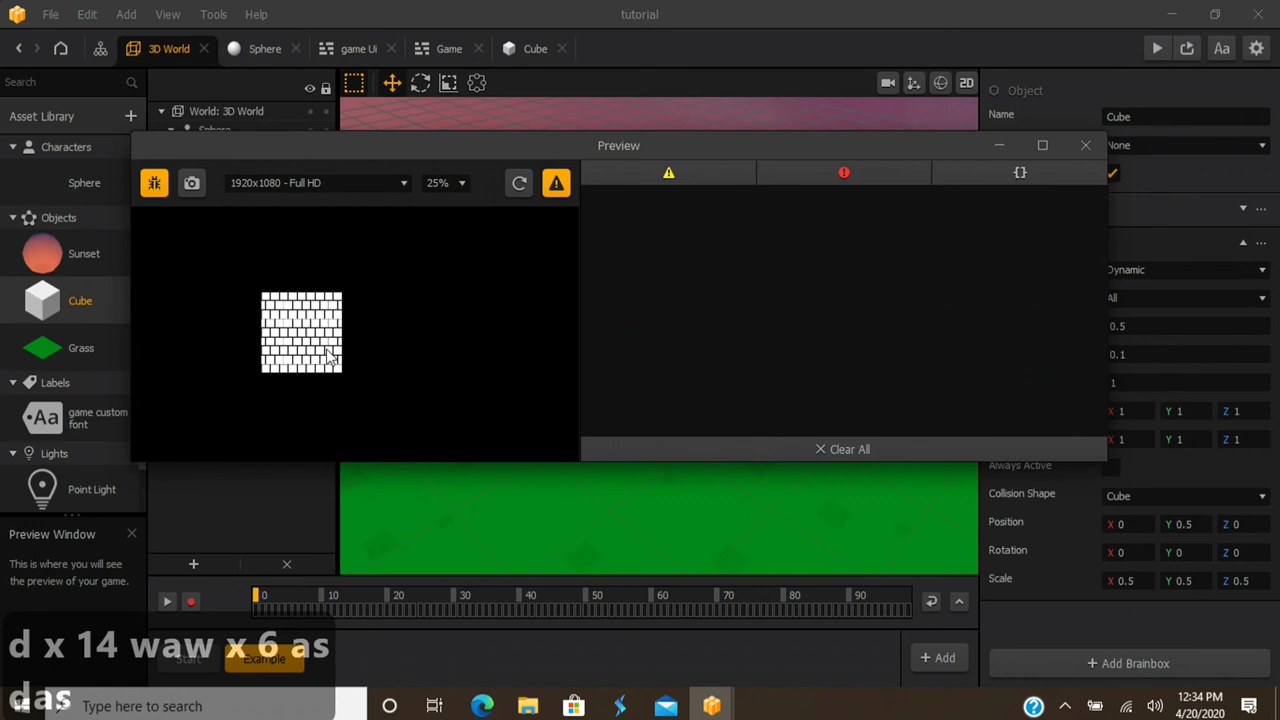 File Edit Add View Tools Help
tutorial
3D World
Sphere
game Ui
Game
Cube
Aa
Search
Asset Library
Characters
Sphere
Objects
Sunset
Cube
Grass
Labels
Aa
game custom
font
Lights
Point Light
Preview Window
This is where you will see
the preview of your game.
World: 3D World
2D
Preview
1920x1080 - Full HD
25%
{}
Clear All
Object
Name
Cube
None
Dynamic
All
0.5
0.1
1
X 1 Y 1 Z 1
X 1 Y 1 Z 1
Always Active
Collision Shape
Cube
Position
X 0 Y 0.5 Z 0
Rotation
X 0 Y 0 Z 0
Scale
X 0.5 Y 0.5 Z 0.5
+ Add Brainbox
0 10 20 30 40 50 60 70 80 90
Start
Example
+ Add
d x 14 waw x 6 as
das
Type here to search
12:34 PM
4/20/2020